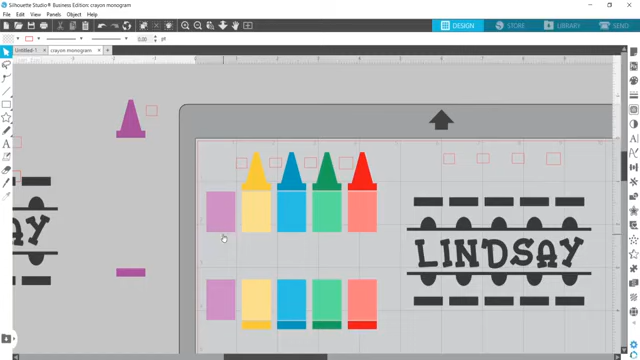 Silhouette Studio® Business Edition: crayon monogram
File Edit View Panels Object Help
DESIGN STORE LIBRARY SEND
0.00 pt
Untitled-1 × crayon monogram ×
LINDSAY
AY